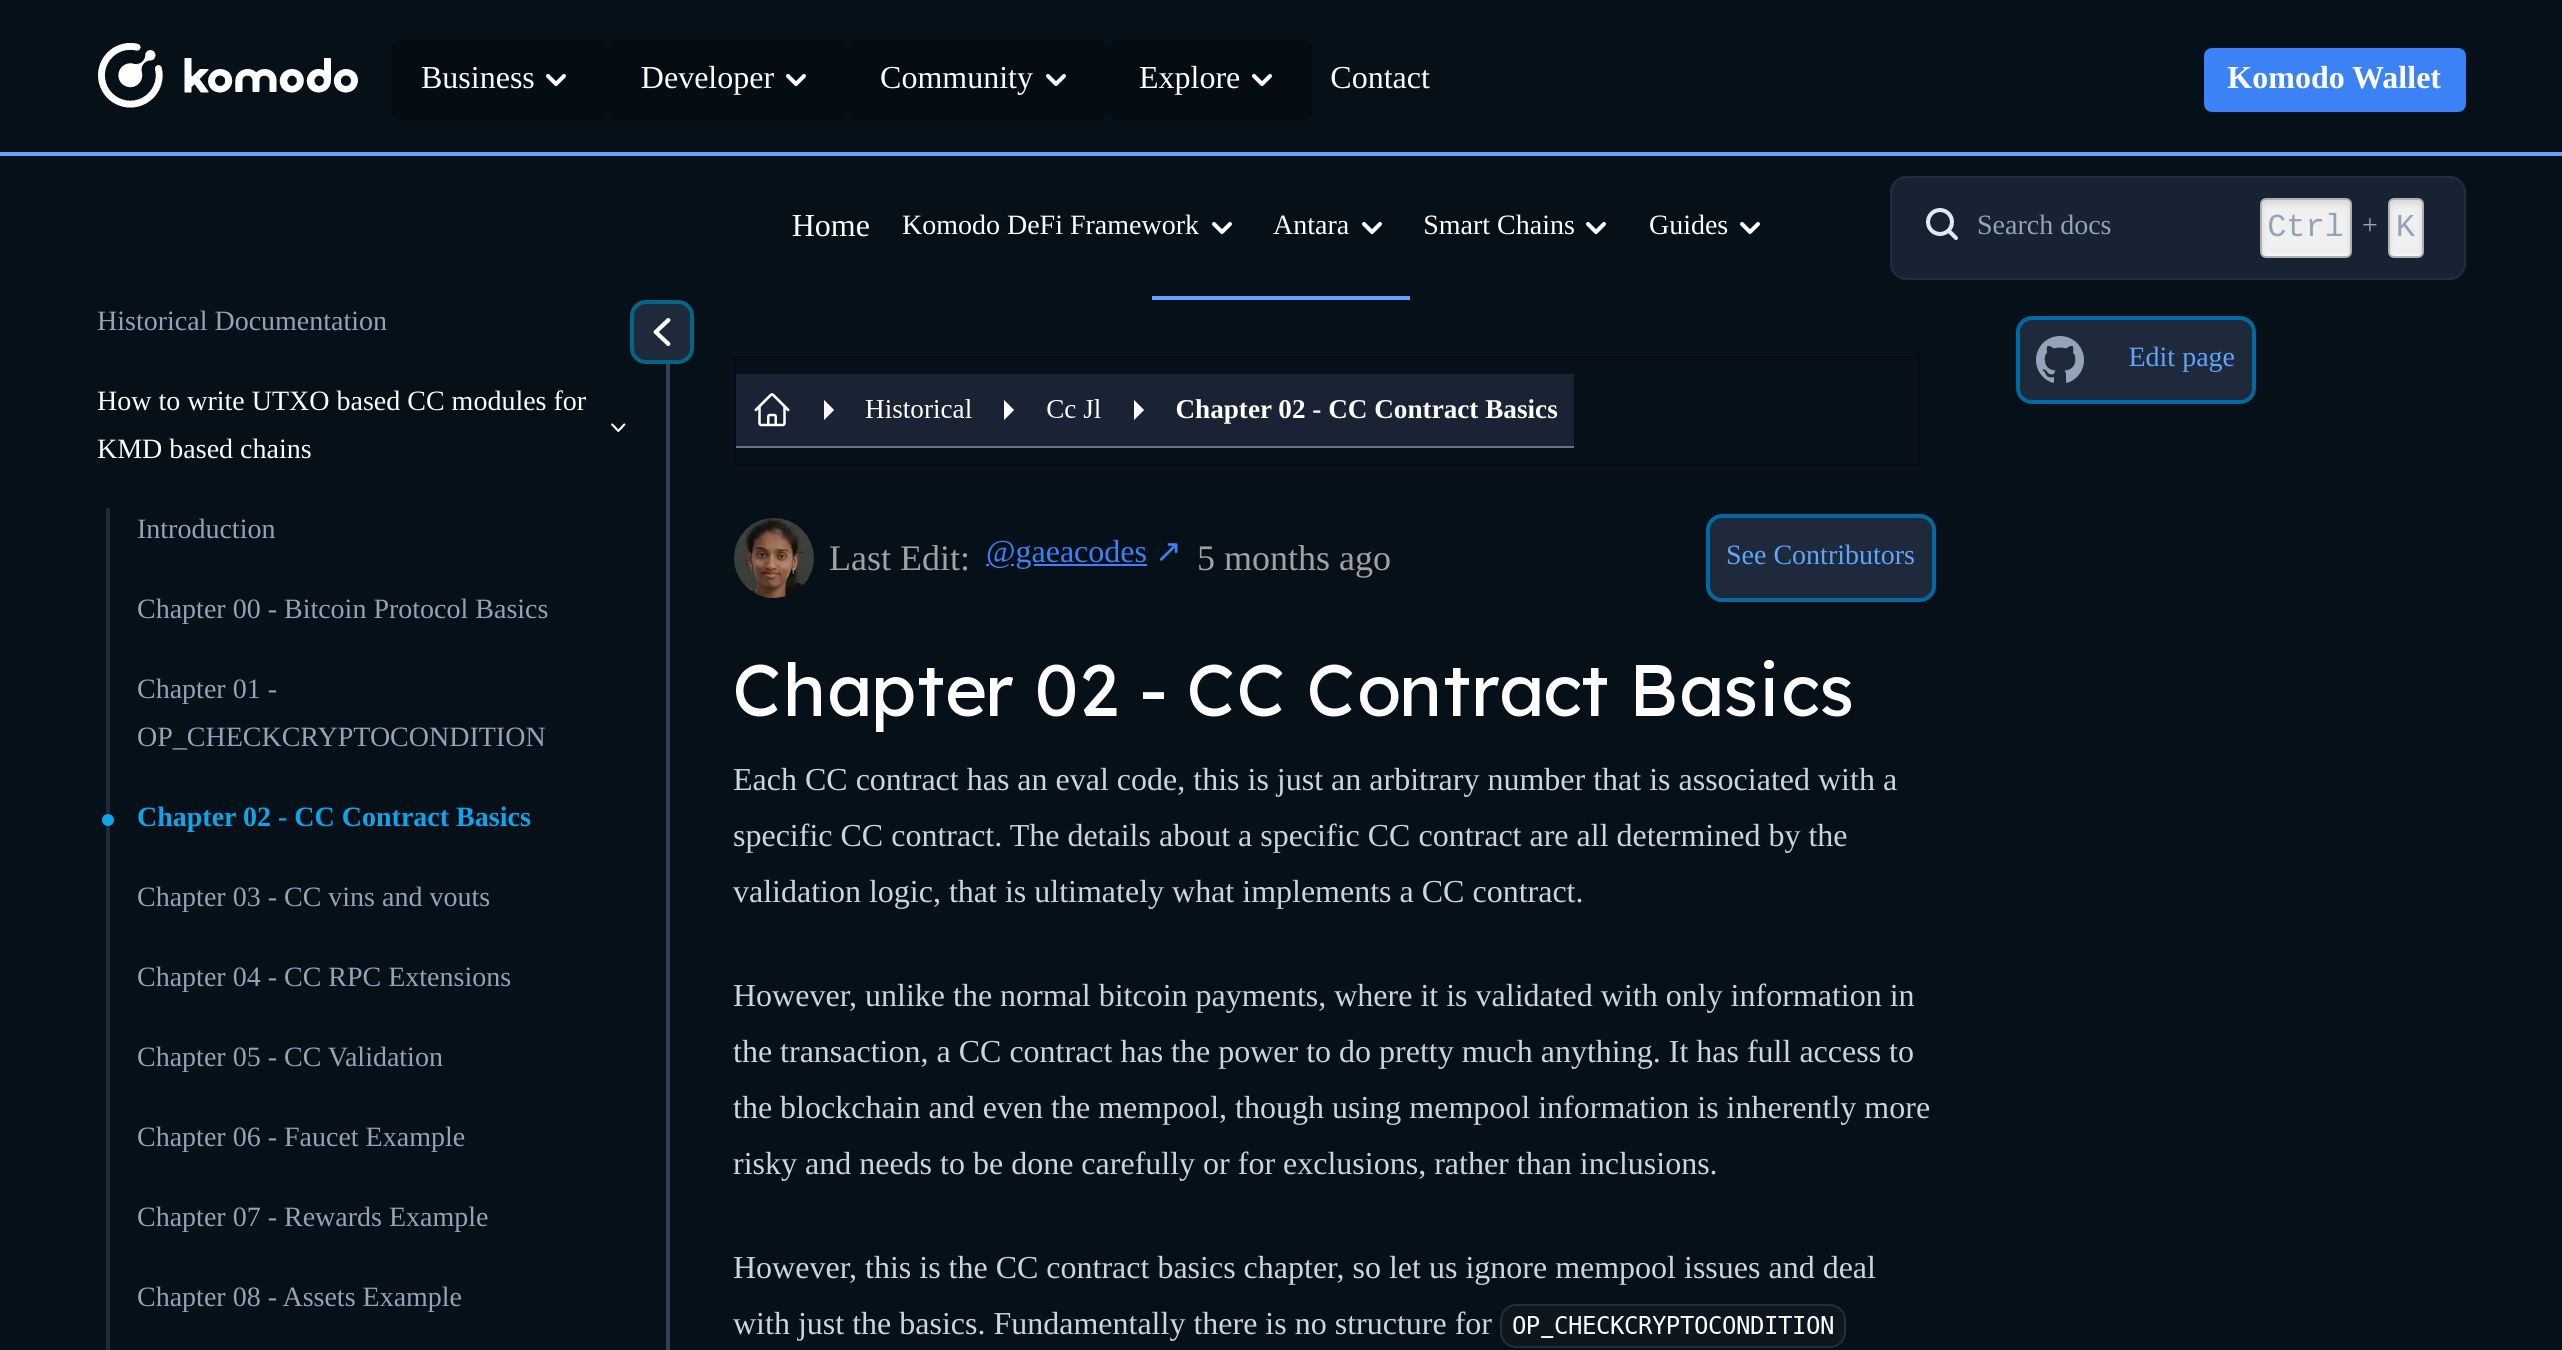 komodo
Business
Developer
Community
Explore
Contact
Komodo Wallet
Home
Komodo DeFi Framework
Antara
Smart Chains
Guides
Search docs
Ctrl + K
Historical Documentation
How to write UTXO based CC modules for
KMD based chains
Introduction
Chapter 00 - Bitcoin Protocol Basics
Chapter 01 -
OP_CHECKCRYPTOCONDITION
Chapter 02 - CC Contract Basics
Chapter 03 - CC vins and vouts
Chapter 04 - CC RPC Extensions
Chapter 05 - CC Validation
Chapter 06 - Faucet Example
Chapter 07 - Rewards Example
Chapter 08 - Assets Example
Historical
Cc Jl
Chapter 02 - CC Contract Basics
Edit page
Last Edit: @gaeacodes ↗ 5 months ago
See Contributors
Chapter 02 - CC Contract Basics
Each CC contract has an eval code, this is just an arbitrary number that is associated with a
specific CC contract. The details about a specific CC contract are all determined by the
validation logic, that is ultimately what implements a CC contract.
However, unlike the normal bitcoin payments, where it is validated with only information in
the transaction, a CC contract has the power to do pretty much anything. It has full access to
the blockchain and even the mempool, though using mempool information is inherently more
risky and needs to be done carefully or for exclusions, rather than inclusions.
However, this is the CC contract basics chapter, so let us ignore mempool issues and deal
with just the basics. Fundamentally there is no structure for OP_CHECKCRYPTOCONDITION